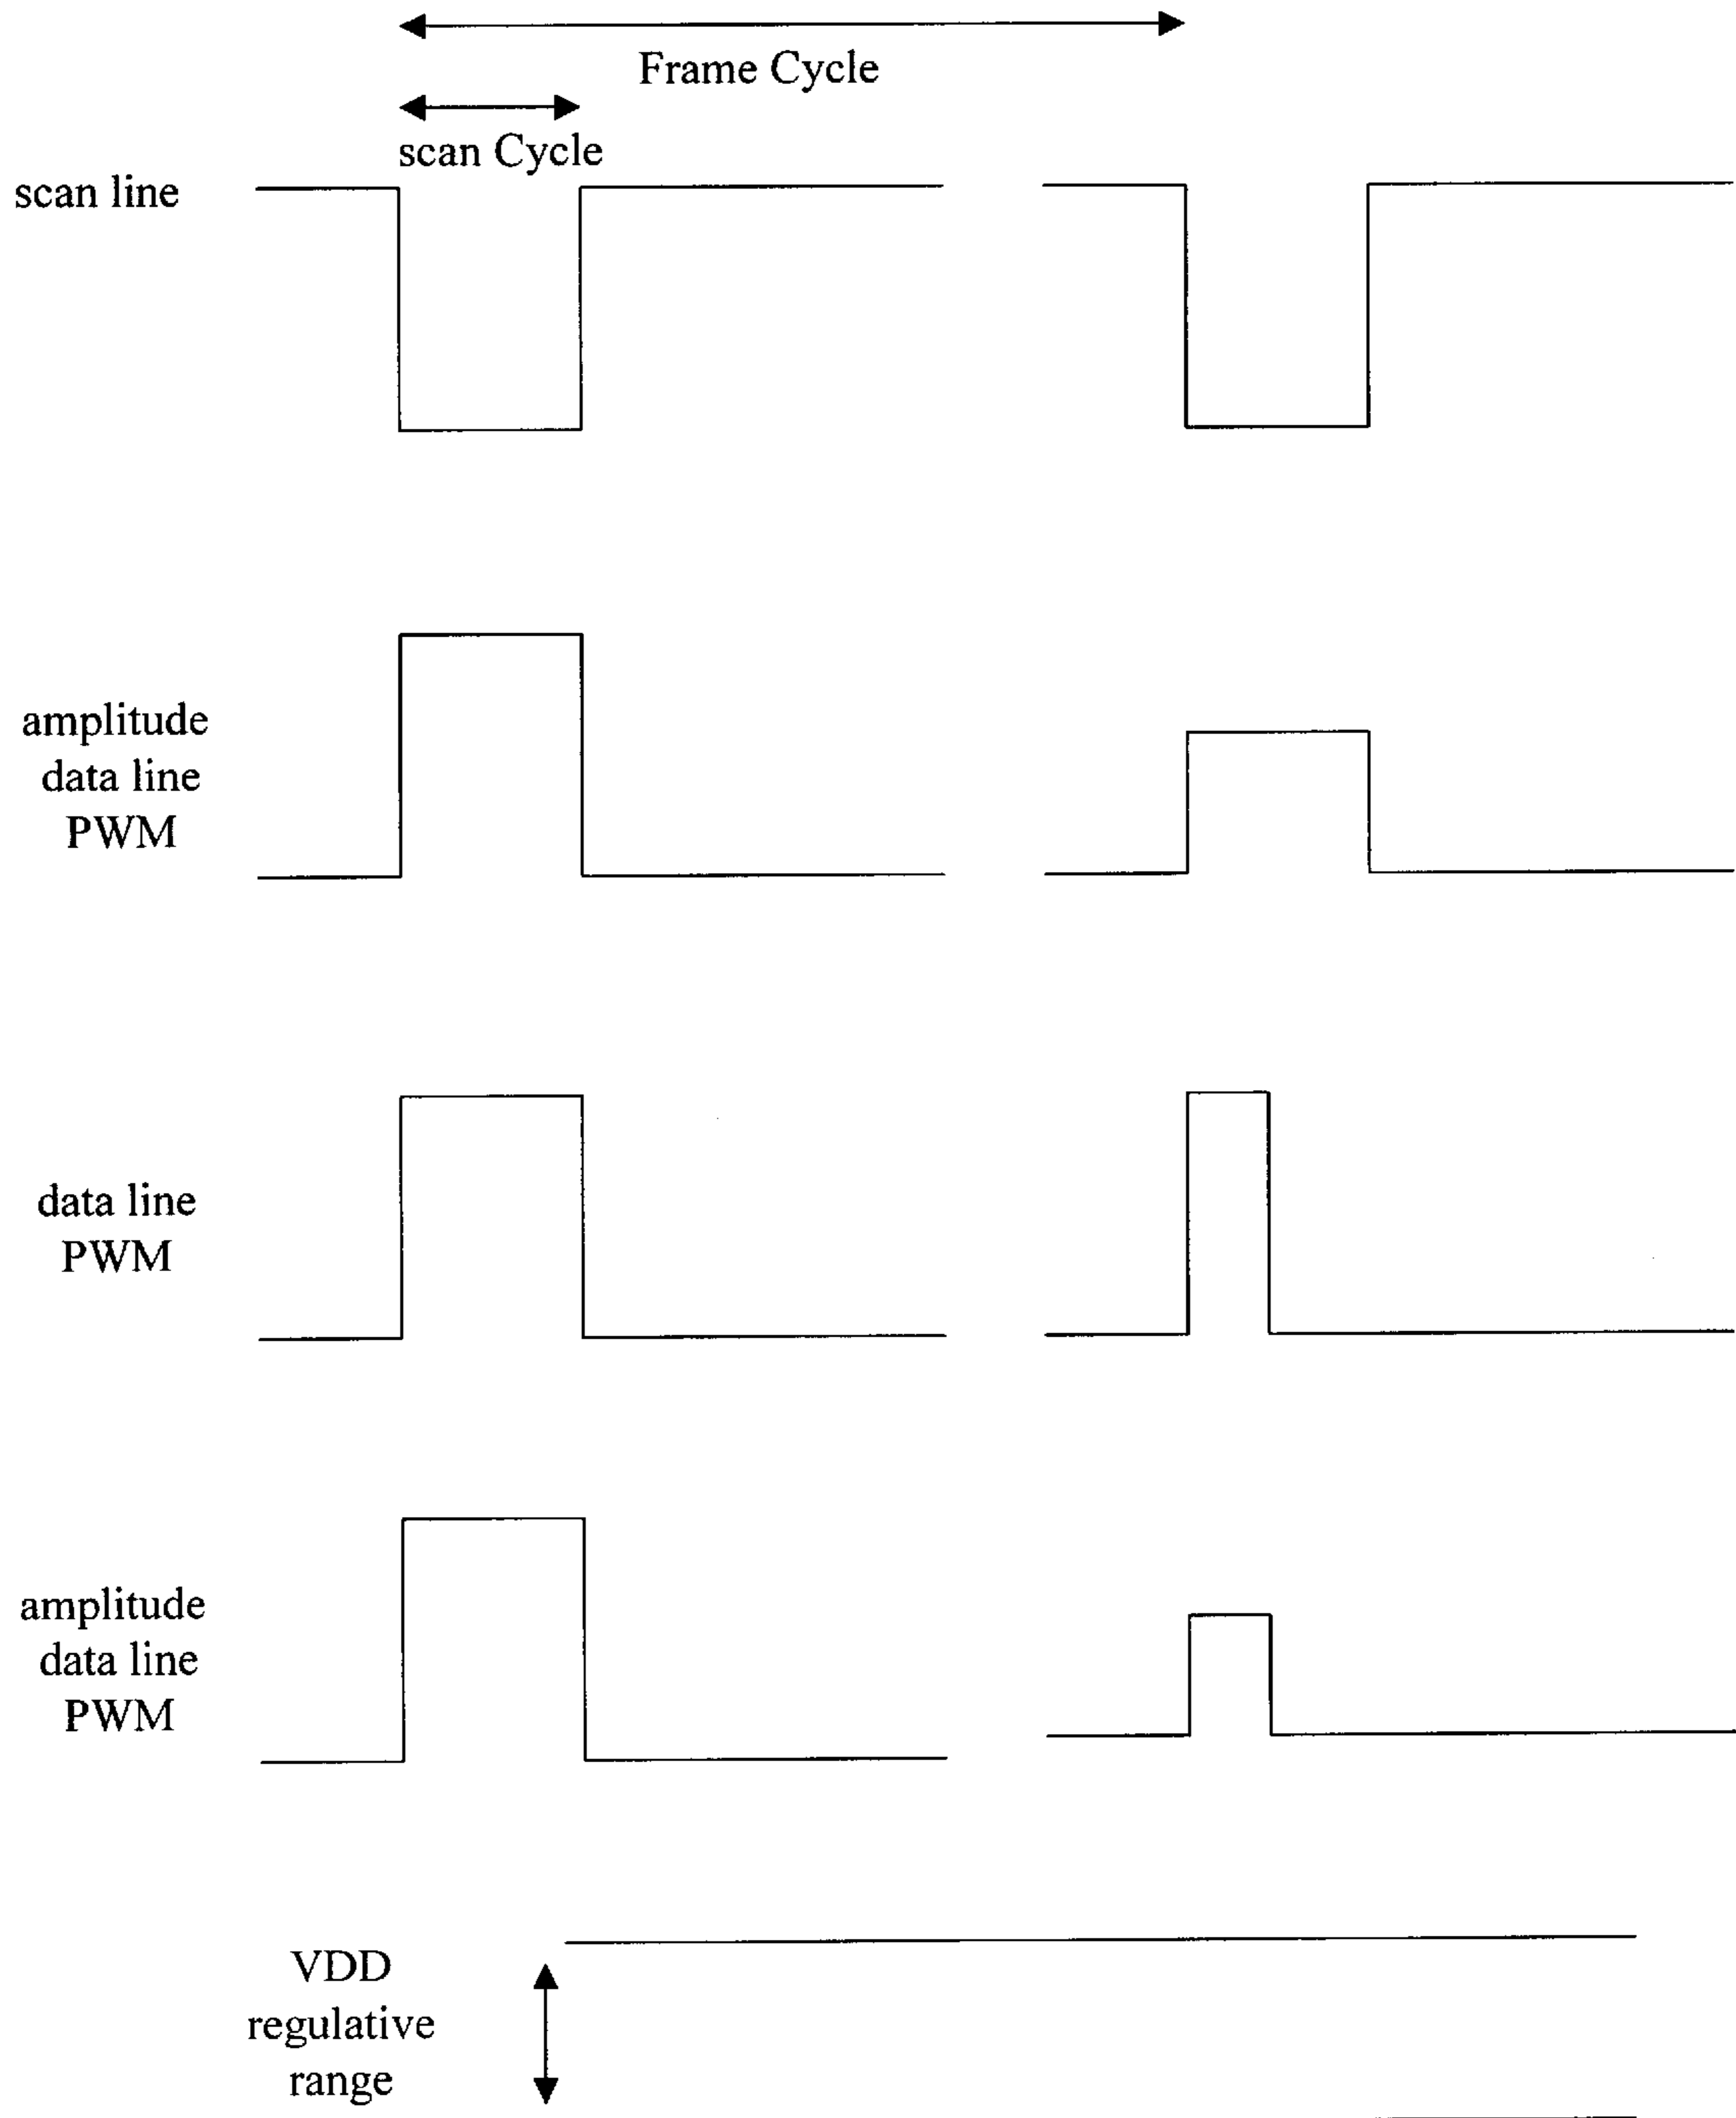 Frame Cycle
scan Cycle
scan line
amplitude
data line
PWM
data line
PWM
amplitude
data line
PWM
VDD
regulative
range